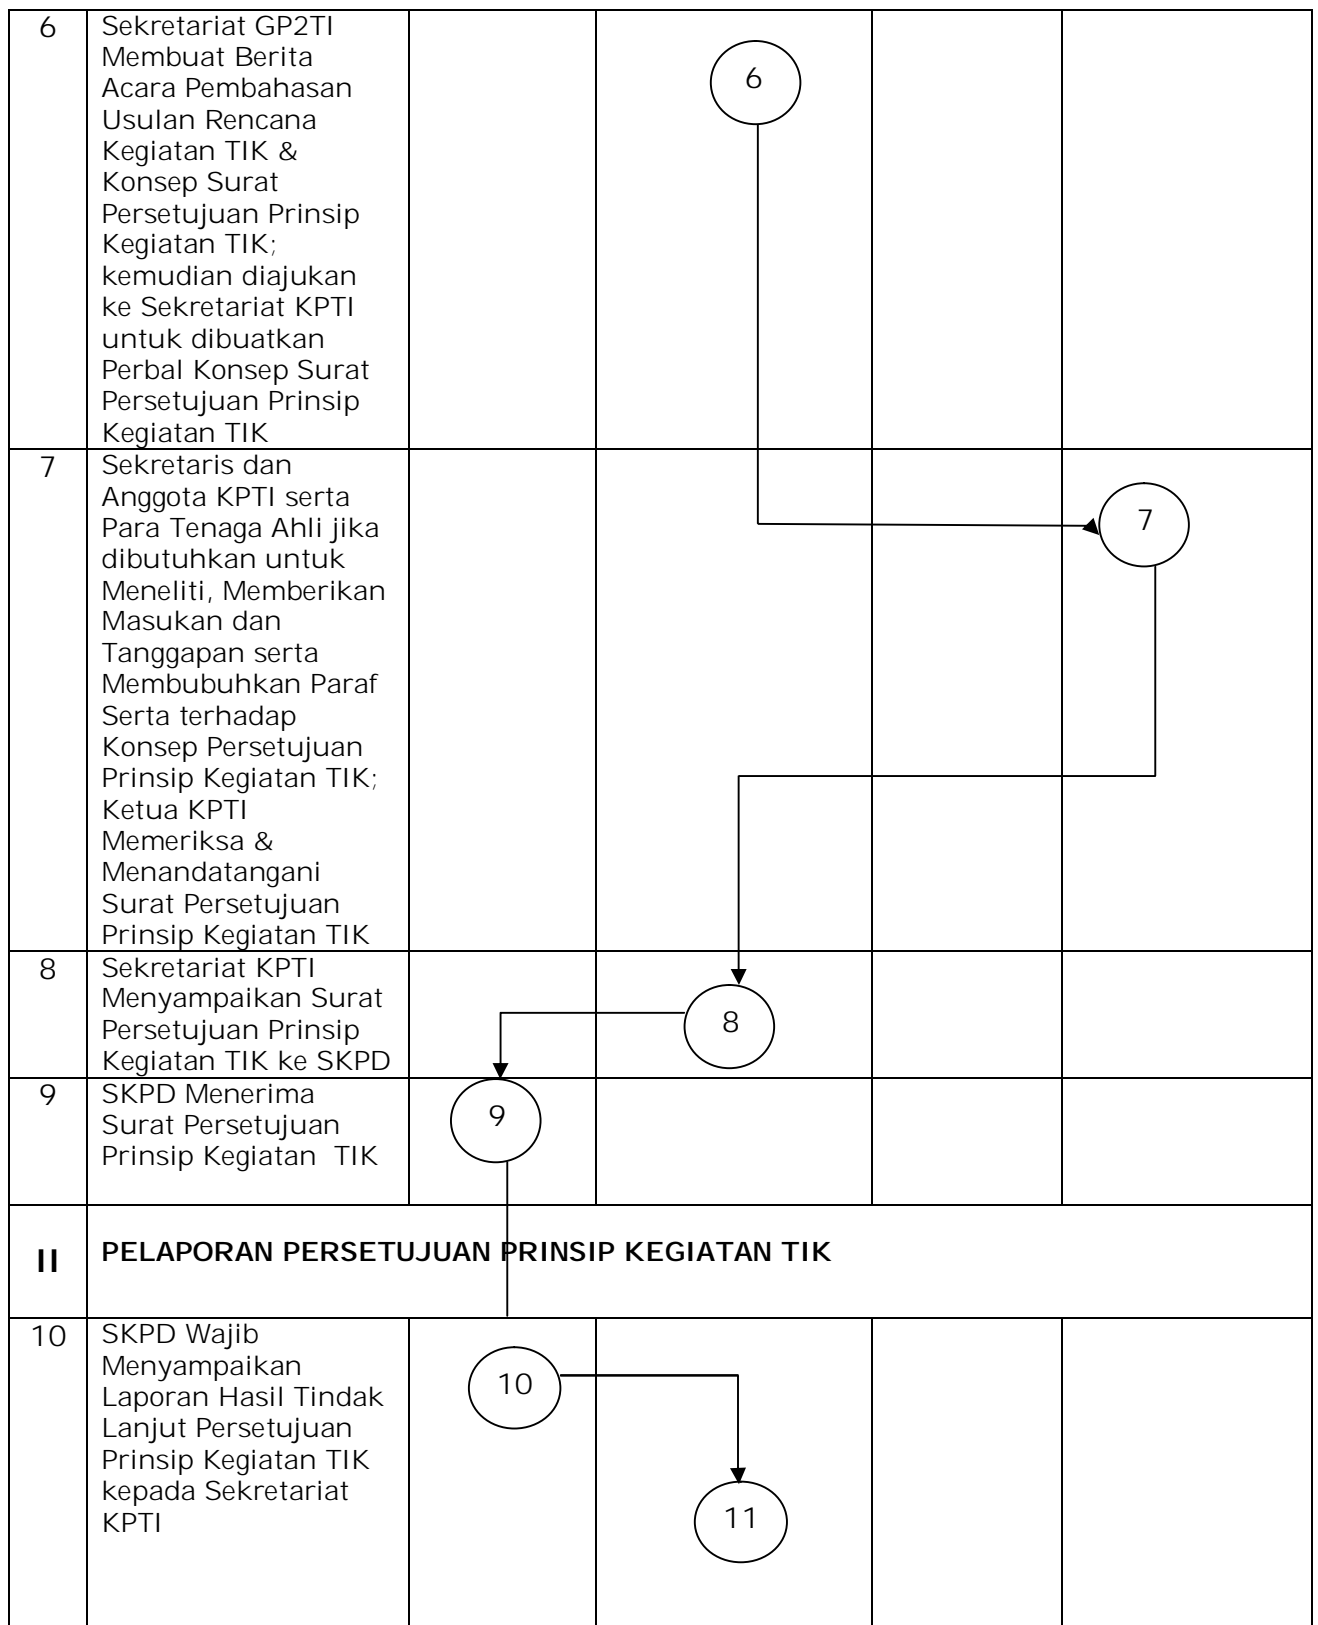 6
Sekretariat GP2TI
Membuat Berita
Acara Pembahasan
Usulan Rencana
Kegiatan TIK &
Konsep Surat
Persetujuan Prinsip
Kegiatan TIK;
kemudian diajukan
ke Sekretariat KPTI
untuk dibuatkan
Perbal Konsep Surat
Persetujuan Prinsip
Kegiatan TIK
6
7
Sekretaris dan
Anggota KPTI serta
Para Tenaga Ahli jika
dibutuhkan untuk
Meneliti, Memberikan
Masukan dan
Tanggapan serta
Membubuhkan Paraf
Serta terhadap
Konsep Persetujuan
Prinsip Kegiatan TIK;
Ketua KPTI
Memeriksa &
Menandatangani
Surat Persetujuan
Prinsip Kegiatan TIK
7
8
Sekretariat KPTI
Menyampaikan Surat
Persetujuan Prinsip
Kegiatan TIK ke SKPD
8
9
SKPD Menerima
Surat Persetujuan
Prinsip Kegiatan  TIK
9
II
PELAPORAN PERSETUJUAN PRINSIP KEGIATAN TIK
10
SKPD Wajib
Menyampaikan
Laporan Hasil Tindak
Lanjut Persetujuan
Prinsip Kegiatan TIK
kepada Sekretariat
KPTI
10
11